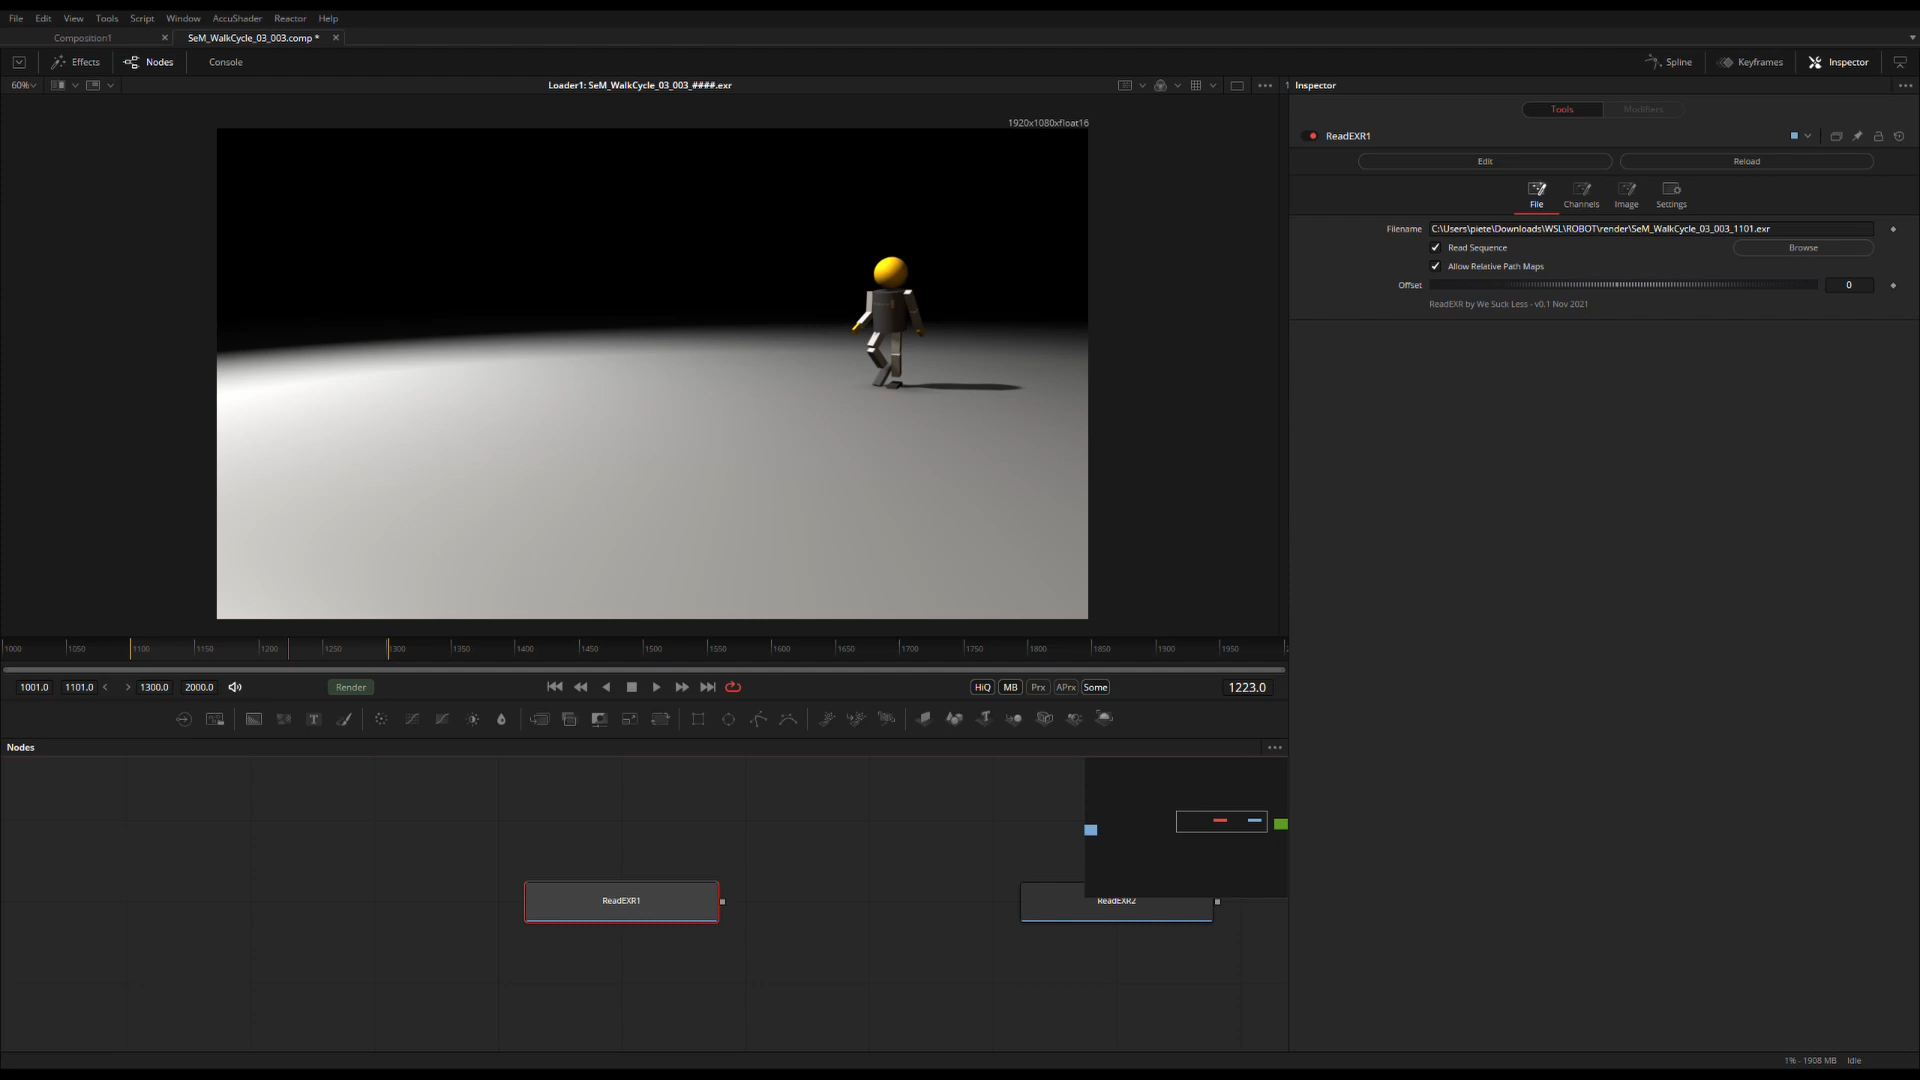 File Edit View Tools Script Window AccuShader Reactor Help
Composition1 SeM_WalkCycle_03_003.comp *
Effects Nodes Console Spline Keyframes Inspector
60% Loader1: SeM_WalkCycle_03_003_####.exr Inspector
1920x1080xfloat16
Tools Modifiers
ReadEXR1
Edit Reload
File Channels Image Settings
Filename C:\Users\piete\Downloads\WSL\ROBOT\render\SeM_WalkCycle_03_003_1101.exr
Read Sequence Browse
Allow Relative Path Maps
Offset 0
ReadEXR by We Suck Less - v0.1 Nov 2021
1000 1050 1100 1150 1200 1250 1300 1350 1400 1450 1500 1550 1600 1650 1700 1750 1800 1850 1900 1950
1001.0 1101.0 1300.0 2000.0 Render HiQ MB Prx APrx Some 1223.0
Nodes
ReadEXR1 ReadEXR2
1% - 1908 MB Idle